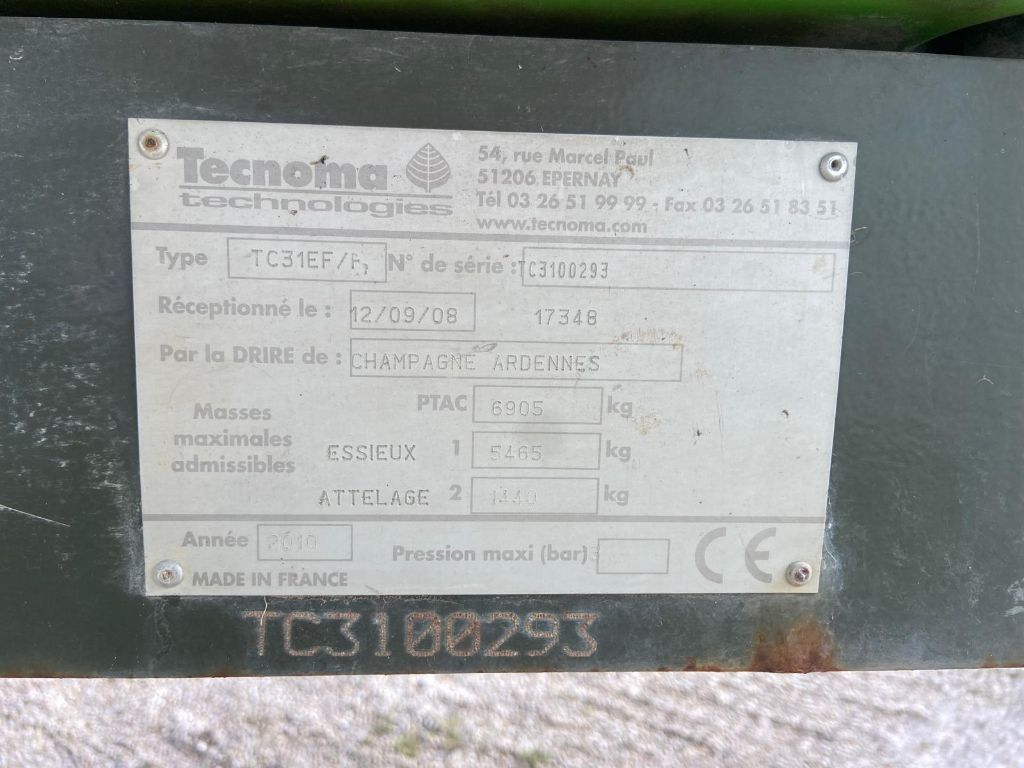 Tecnoma
technologies
54, rue Marcel Paul
51206 EPERNAY
Tél 03 26 51 99 99 - Fax 03 26 51 83 51
www.tecnoma.com
Type N° de série : TC3100293
Réceptionné le : 12/09/08 17348
Par la DRIRE de : CHAMPAGNE ARDENNES
Masses
maximales
admissibles
PTAC 6905 kg
ESSIEUX 1 5465 kg
ATTELAGE 2 1440 kg
Année 2010 Pression maxi (bar) 3 CE
MADE IN FRANCE
TC3100293